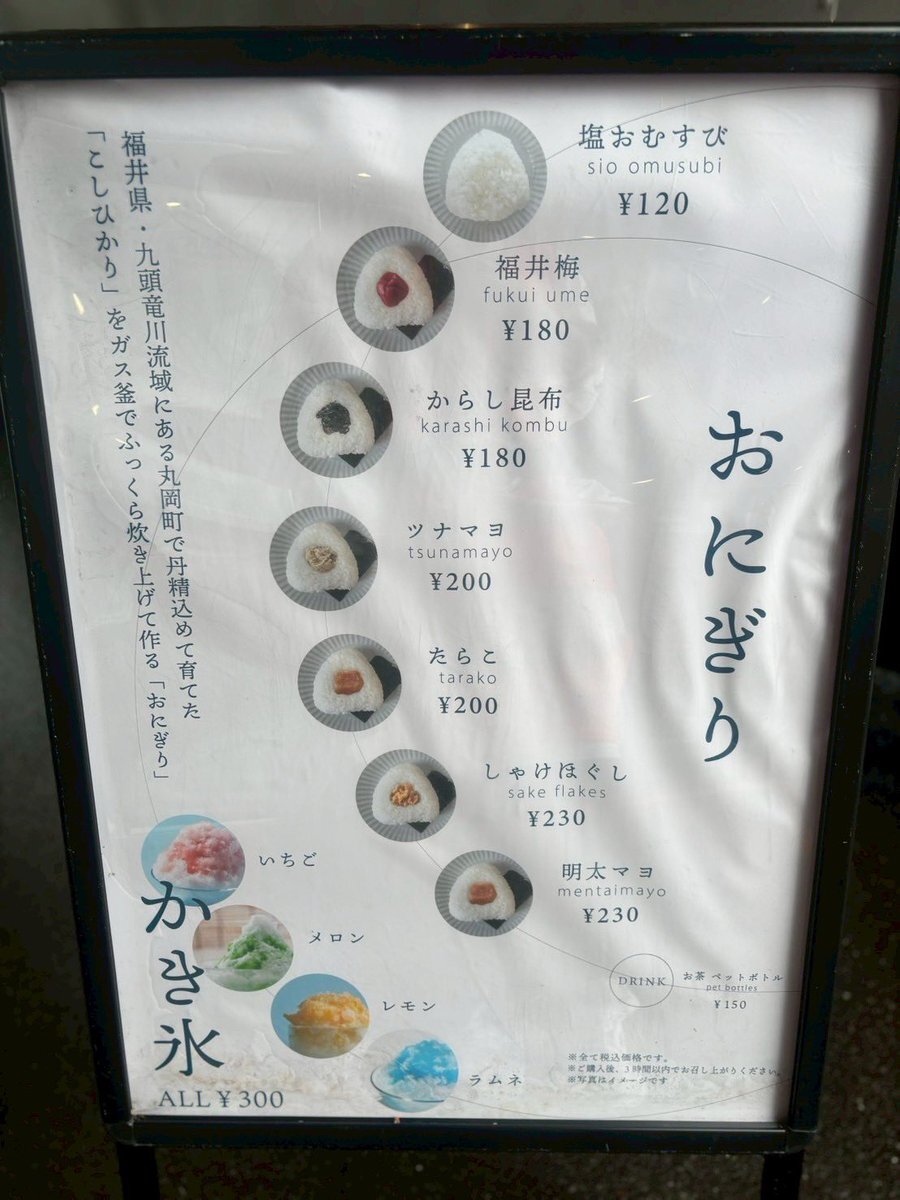 おにぎり
塩おむすび
sio omusubi
¥120
福井梅
fukui ume
¥180
からし昆布
karashi kombu
¥180
ツナマヨ
tsunamayo
¥200
たらこ
tarako
¥200
しゃけほぐし
sake flakes
¥230
明太マヨ
mentaimayo
¥230
DRINK
お茶 ペットボトル
pet bottles
¥150
福井県・九頭竜川流域にある丸岡町で丹精込めて育てた
「こしひかり」をガス釜でふっくら炊き上げて作る「おにぎり」
かき氷
ALL¥300
いちご
メロン
レモン
ラムネ
※全て税込価格です。
※ご購入後、3時間以内でお召し上がりください。
※写真はイメージです